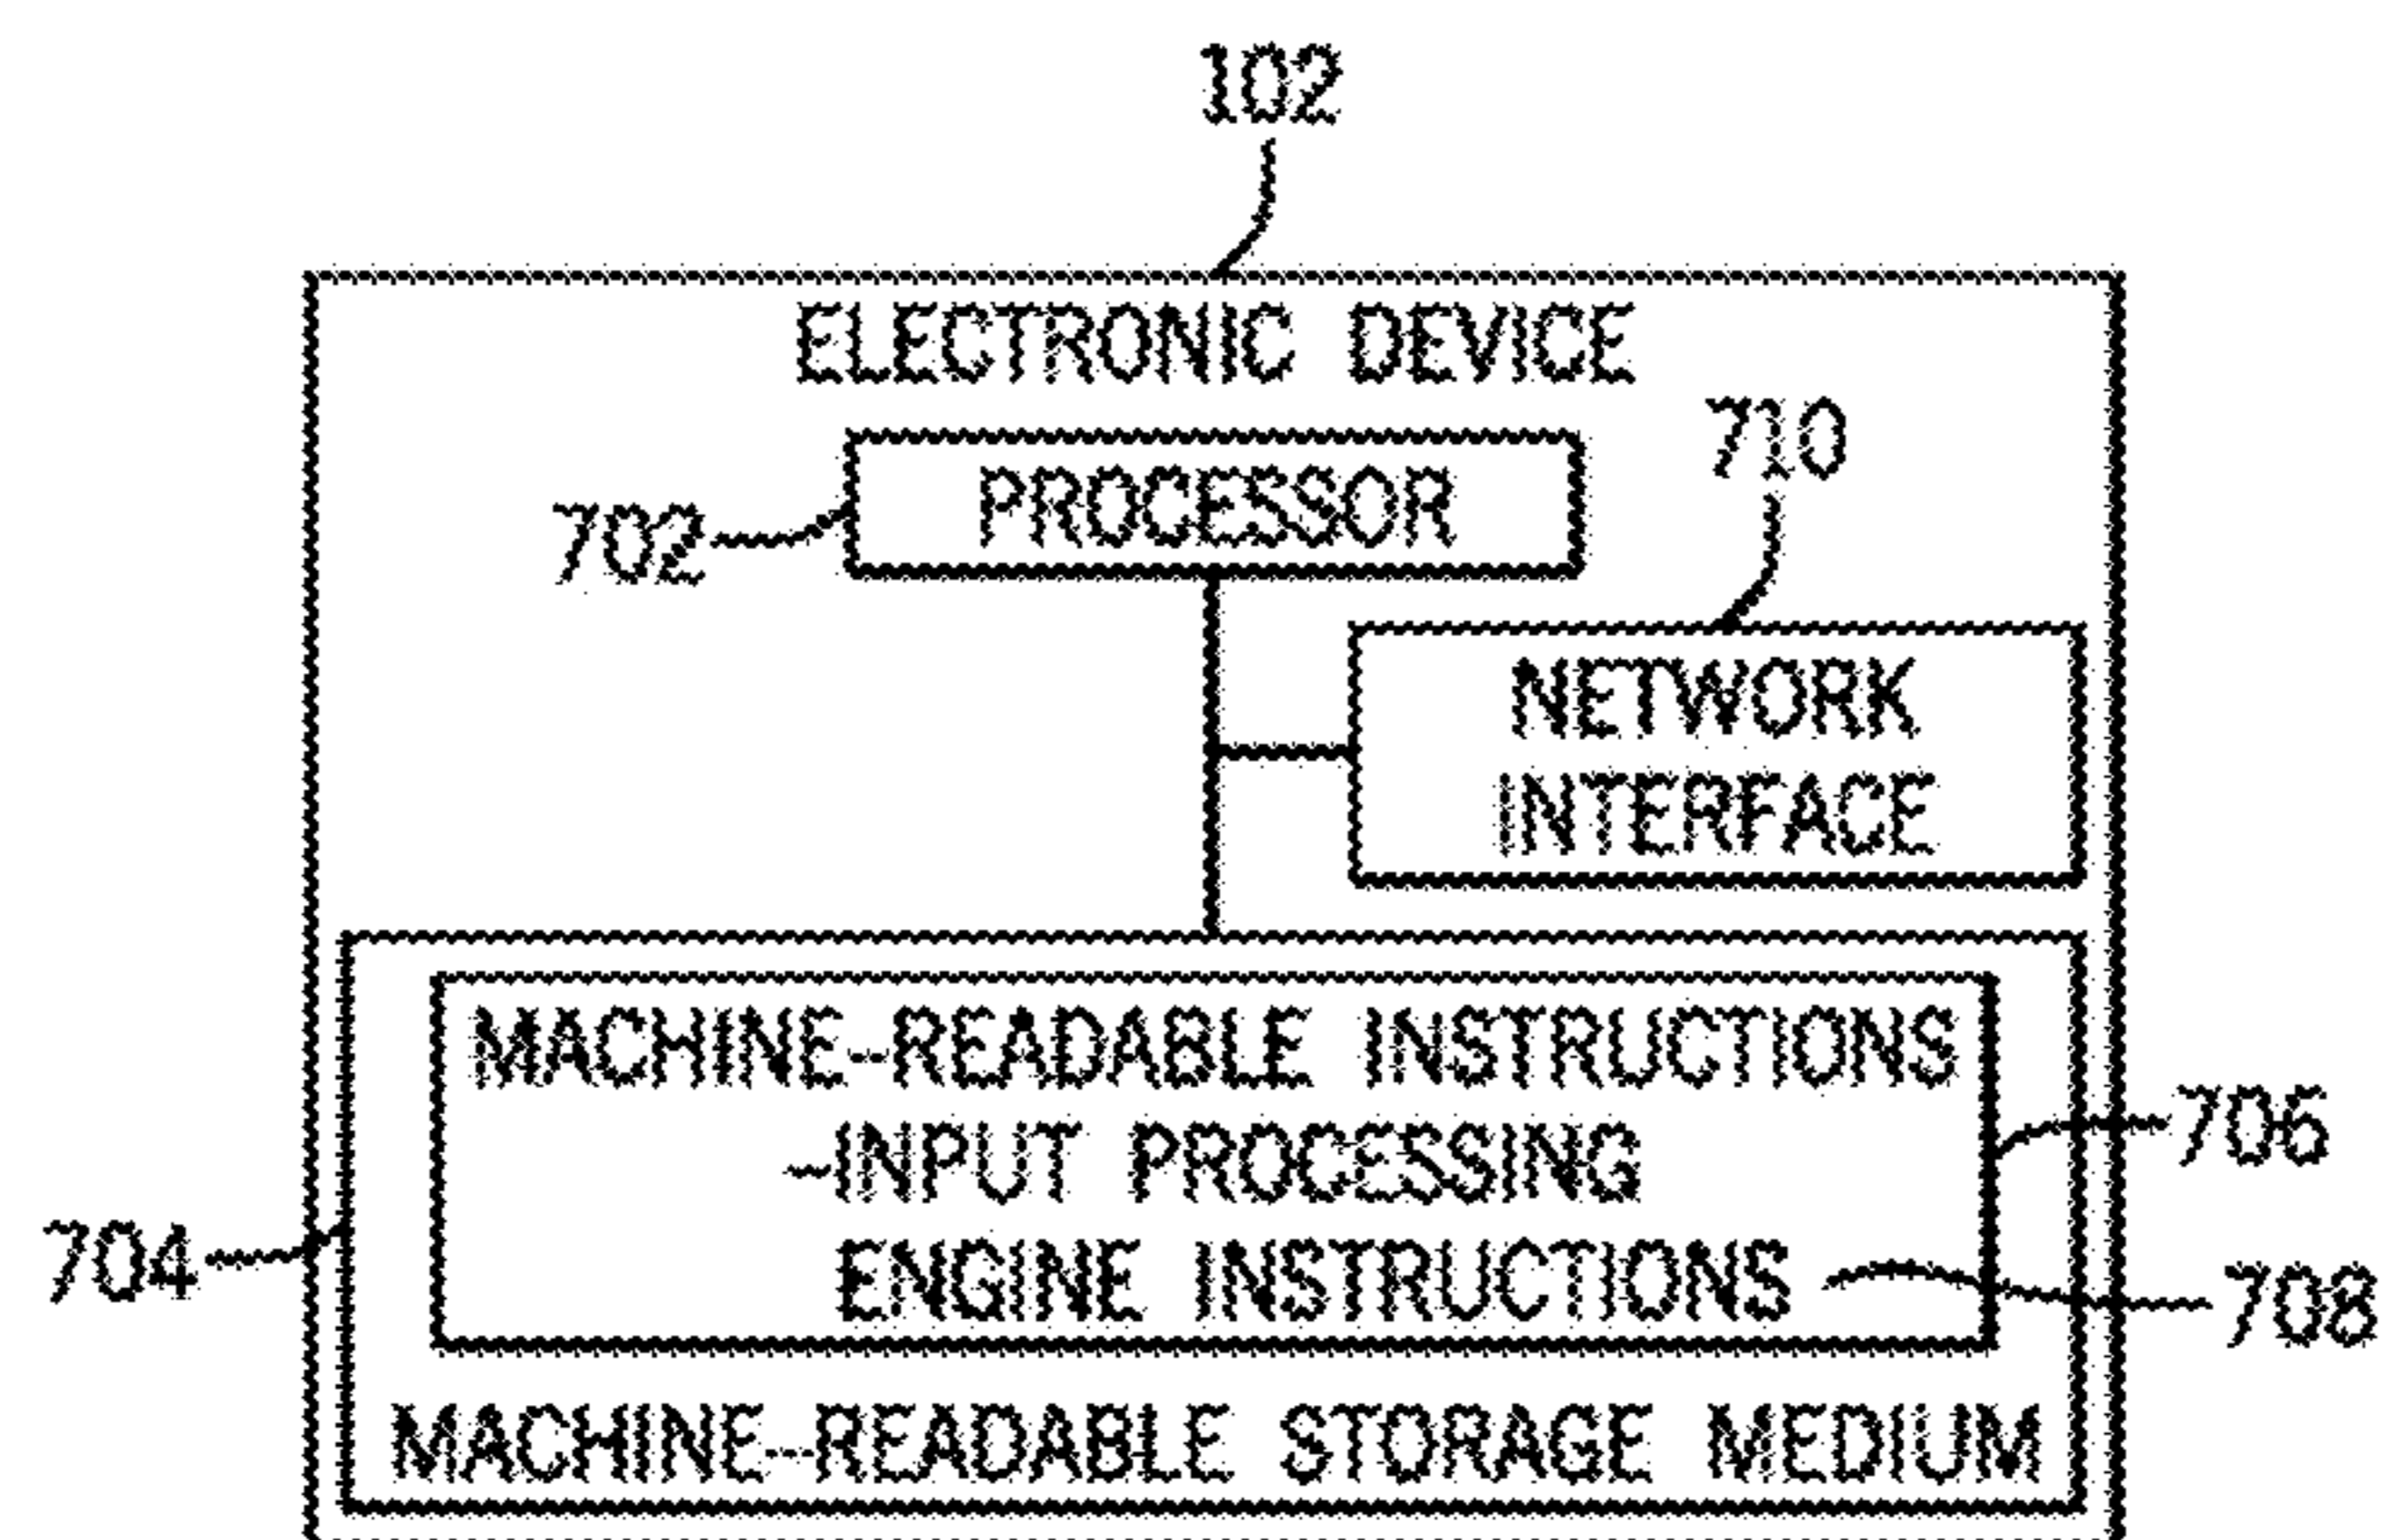 102
ELECTRONIC DEVICE
710
PROCESSOR
702
NETWORK
INTERFACE
MACHINE-READABLE INSTRUCTIONS
-INPUT PROCESSING
706
ENGINE INSTRUCTIONS
704
708
MACHINE-READABLE STORAGE MEDIUM